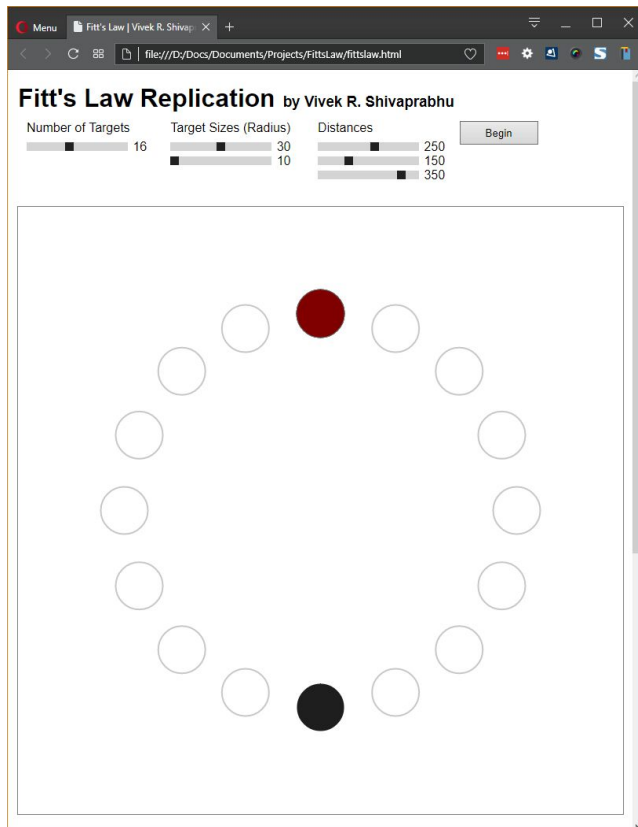 Menu
Fitt's Law | Vivek R. Shivap
file:///D:/Docs/Documents/Projects/FittsLaw/fittslaw.html
Fitt's Law Replication by Vivek R. Shivaprabhu
Number of Targets Target Sizes (Radius) Distances Begin
16 30 250
10 150
350